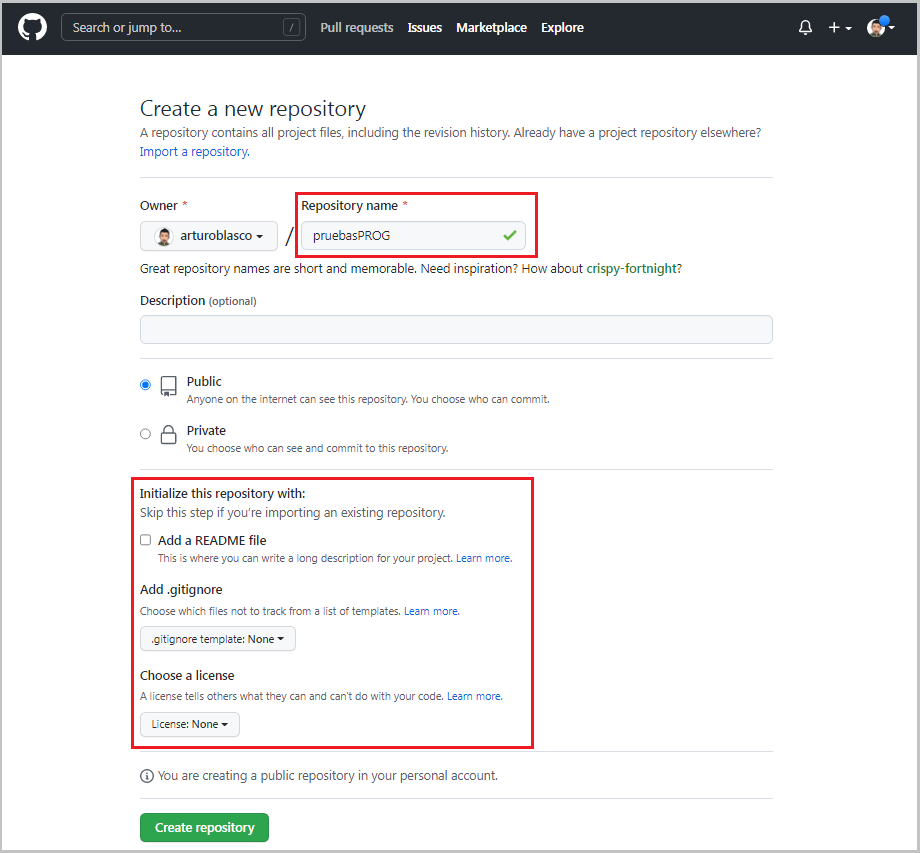 Search or jump to... / Pull requests Issues Marketplace Explore
Create a new repository
A repository contains all project files, including the revision history. Already have a project repository elsewhere?
Import a repository.
Owner * Repository name *
arturoblasco / pruebasPROG
Great repository names are short and memorable. Need inspiration? How about crispy-fortnight?
Description (optional)
Public
Anyone on the internet can see this repository. You choose who can commit.
Private
You choose who can see and commit to this repository.
Initialize this repository with:
Skip this step if you're importing an existing repository.
Add a README file
This is where you can write a long description for your project. Learn more.
Add .gitignore
Choose which files not to track from a list of templates. Learn more.
.gitignore template: None
Choose a license
A license tells others what they can and can't do with your code. Learn more.
License: None
You are creating a public repository in your personal account.
Create repository